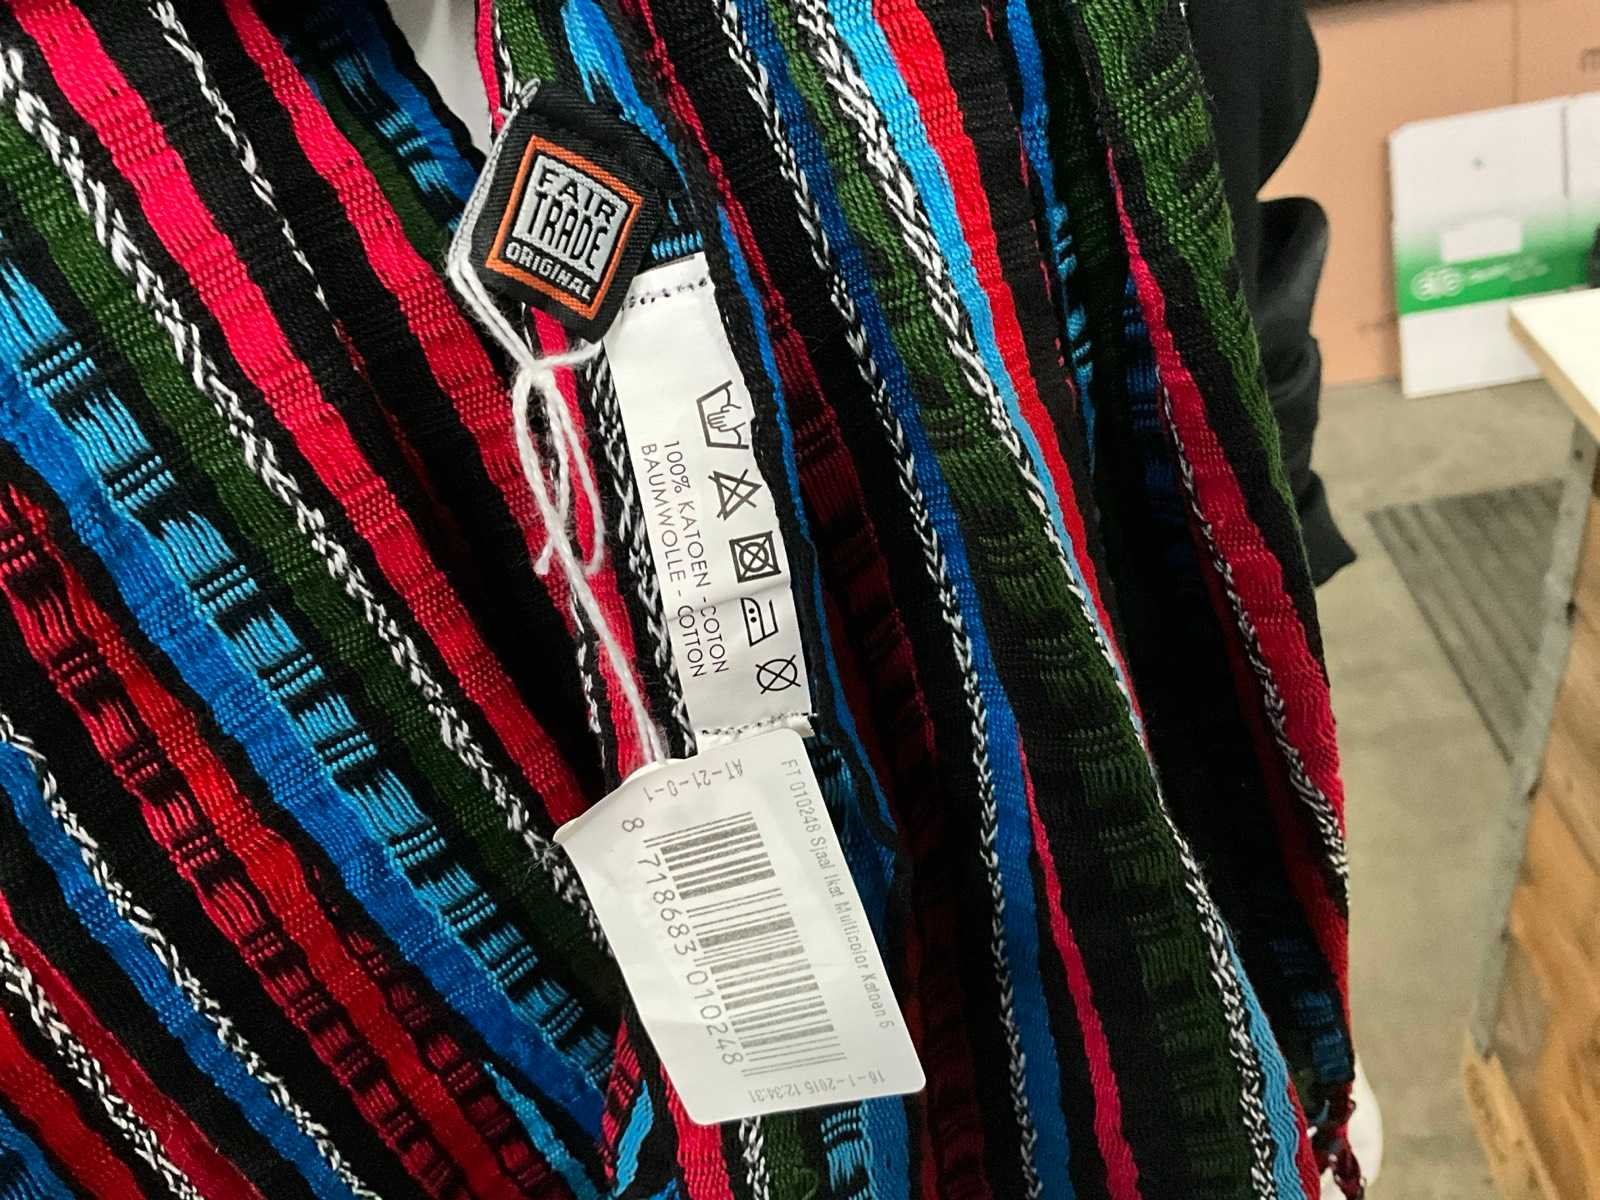 FAIR
TRADE
ORIGINAL
100% KATOEN - COTON
BAUMWOLLE - COTTON
FT 010248 Sjaal Ikat Multicolor Katoen 6
AT-21-0-1
8 718683 010248
16-1-2015 12:34:31